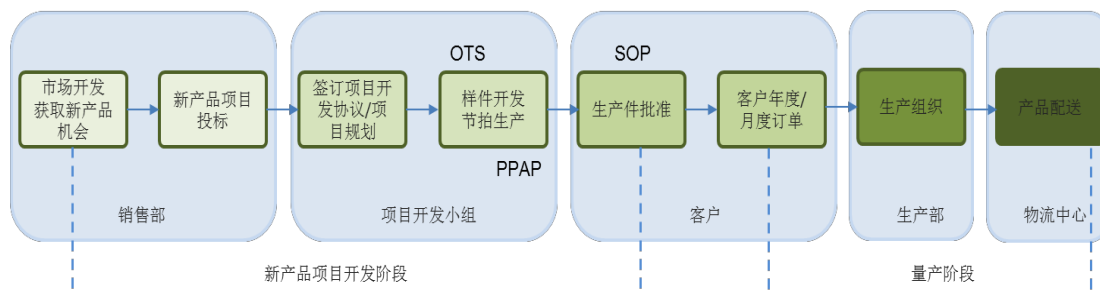 OTS
SOP
市场开发
获取新产品
机会
新产品项目
投标
签订项目开
发协议/项
目规划
样件开发
节拍生产
生产件批准
客户年度/
月度订单
生产组织
产品配送
PPAP
销售部
项目开发小组
客户
生产部
物流中心
新产品项目开发阶段
量产阶段